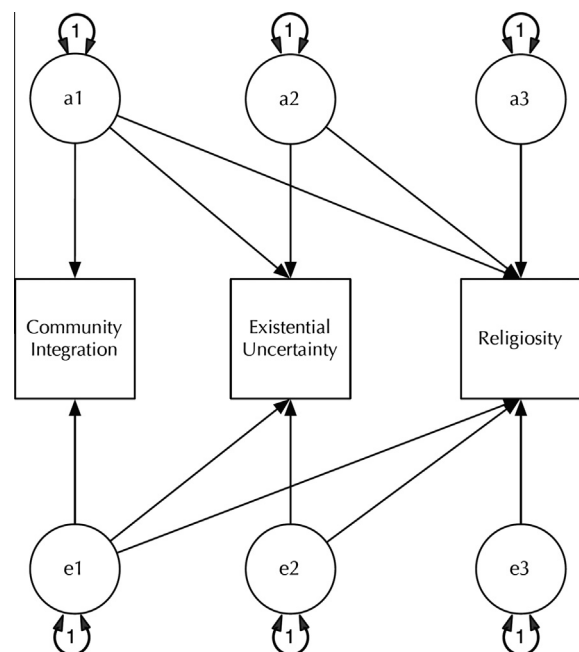 1
1
1
a1
a2
a3
Community
Integration
Existential
Uncertainty
Religiosity
e1
e2
e3
1
1
1